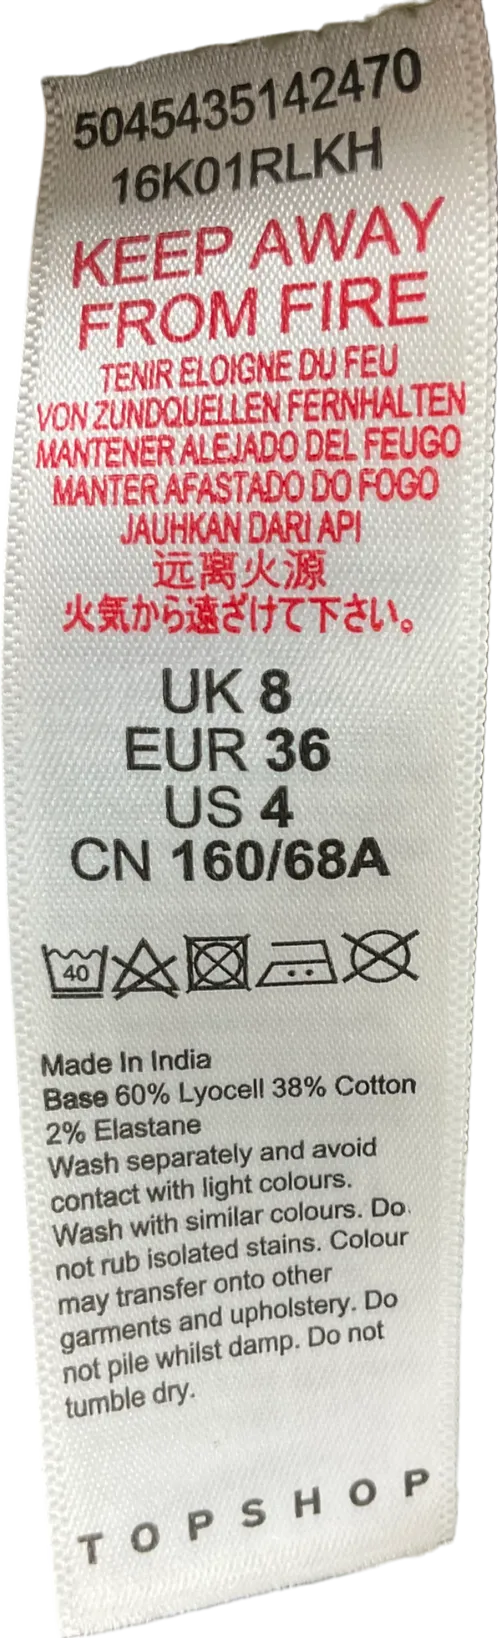 5045435142470
16K01RLKH
KEEP AWAY
FROM FIRE
TENIR ELOIGNE DU FEU
VON ZUNDQUELLEN FERNHALTEN
MANTENER ALEJADO DEL FEUGO
MANTER AFASTADO DO FOGO
JAUHKAN DARI API
远离火源
火気から遠ざけて下さい。
UK 8
EUR 36
US 4
CN 160/68A
40
Made In India
Base 60% Lyocell 38% Cotton
2% Elastane
Wash separately and avoid
contact with light colours.
Wash with similar colours. Do
not rub isolated stains. Colour
may transfer onto other
garments and upholstery. Do
not pile whilst damp. Do not
tumble dry.
TOPSHOP